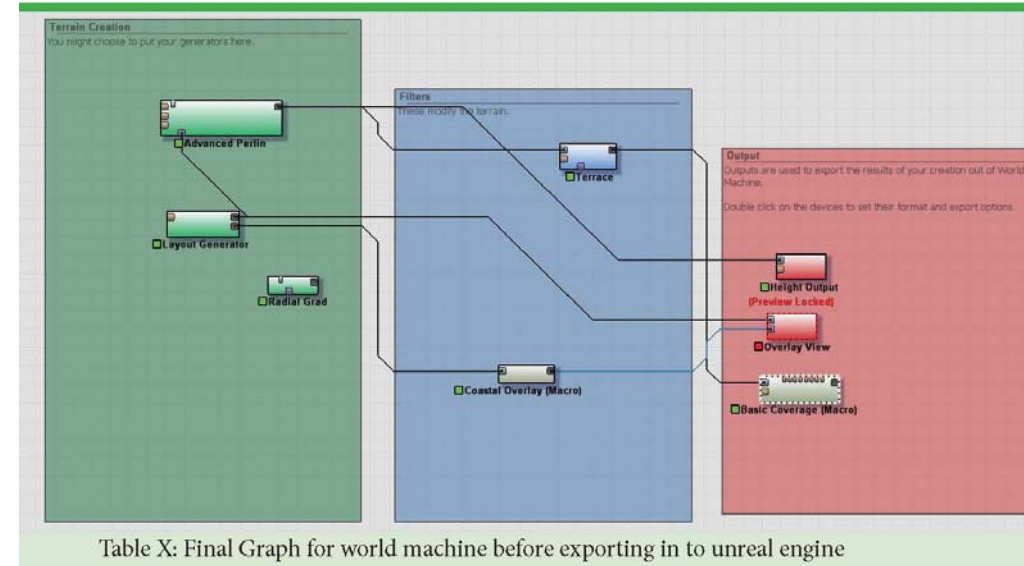 Terrain Creation
You might choose to put your generators here.
Advanced Perlin
Layout Generator
Radial Grad
Filters
These modify the terrain.
Terrace
Coastal Overlay (Macro)
Output
Outputs are used to export the results of your creation out of World
Machine.
Double click on the devices to set their format and export options.
Height Output
(Preview Locked)
Overlay View
Basic Coverage (Macro)
Table X: Final Graph for world machine before exporting in to unreal engine